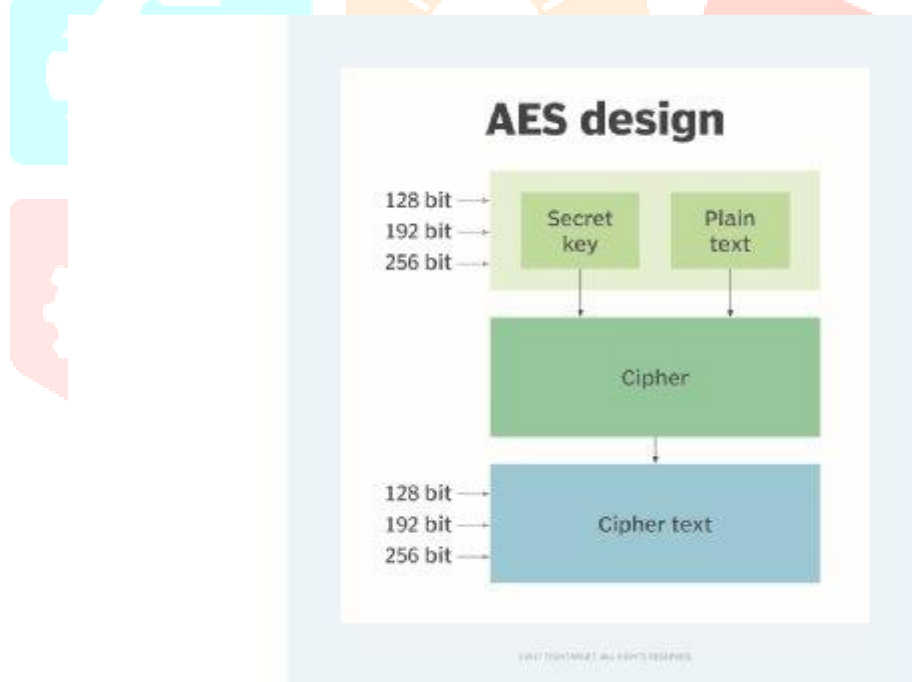 AES design
128 bit
192 bit
256 bit
Secret
key
Plain
text
Cipher
128 bit
192 bit
256 bit
Cipher text